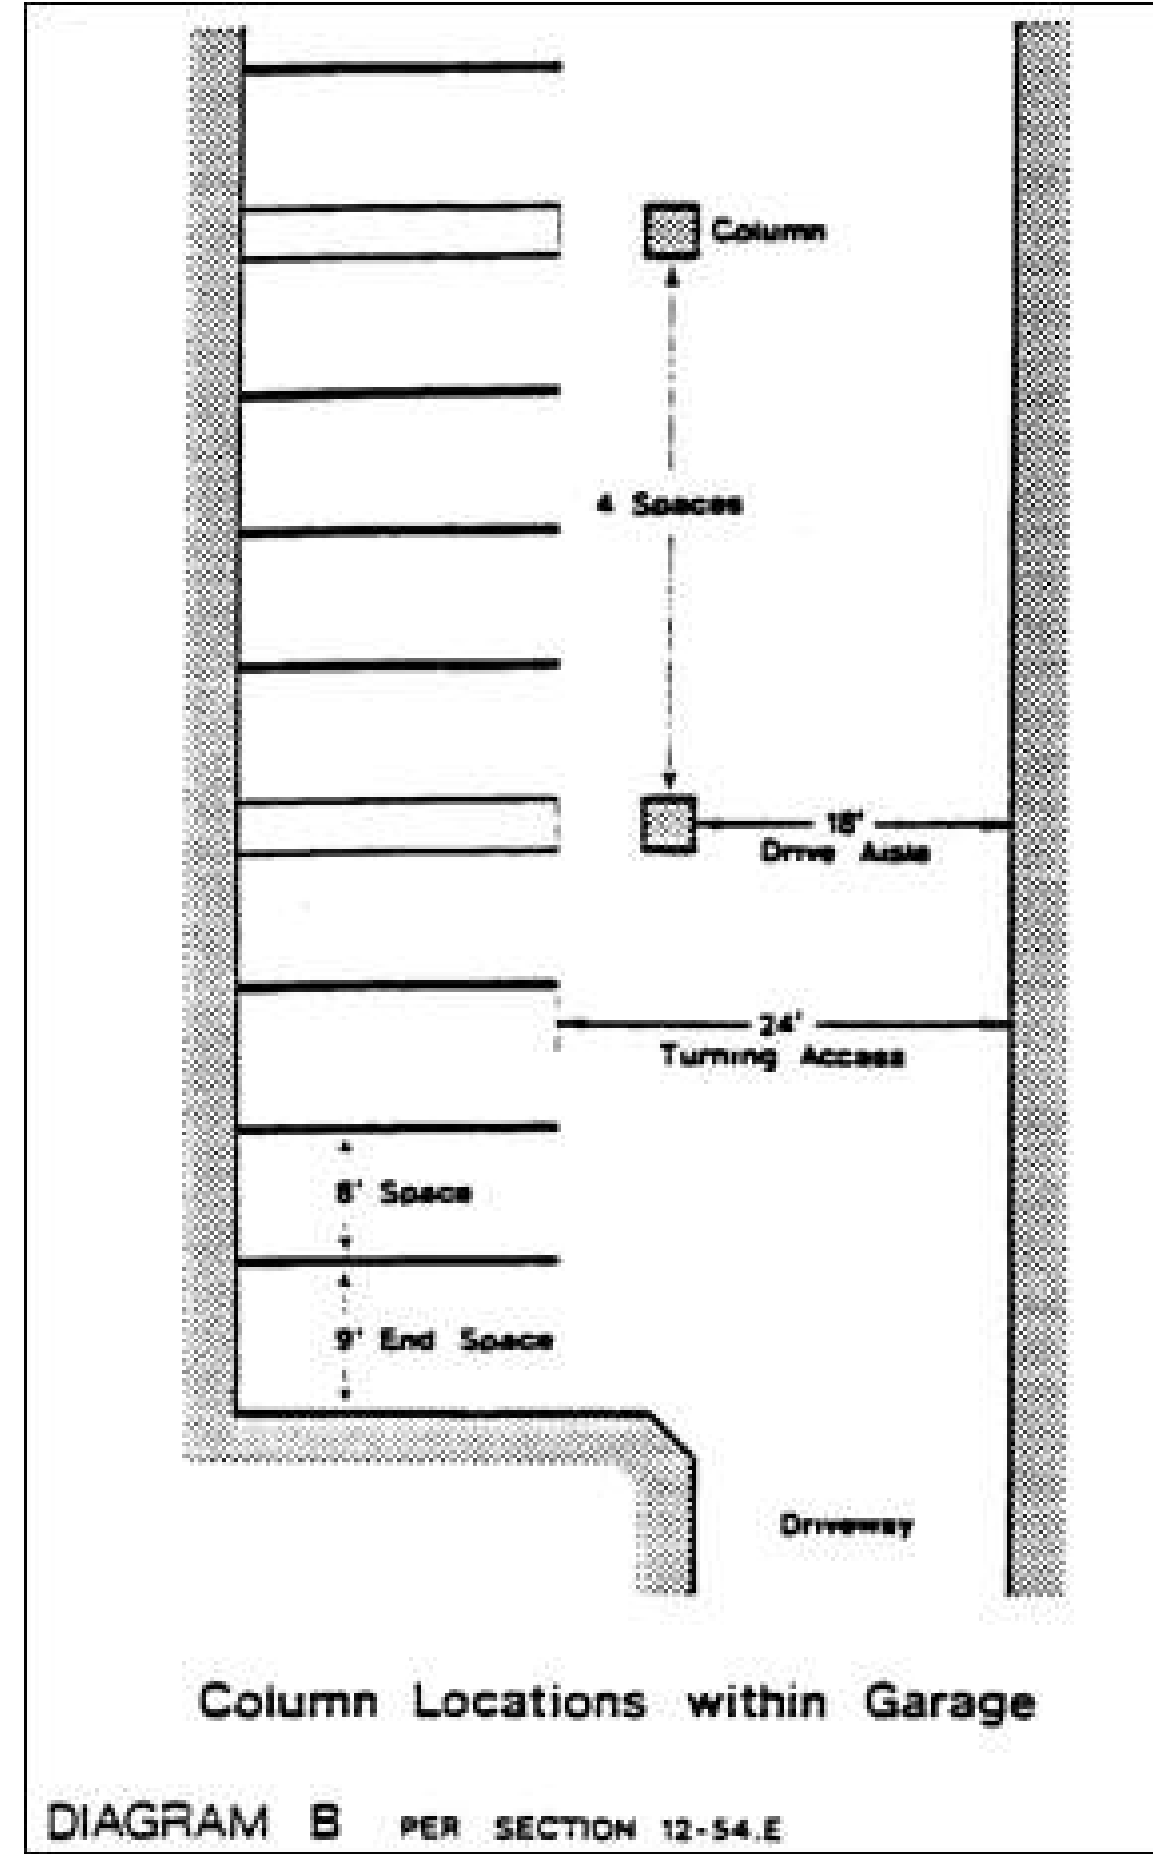 Column
4 Spaces
18'
Drive Aisle
24'
Turning Access
8' Space
9' End Space
Driveway
Column Locations within Garage
DIAGRAM B PER SECTION 12-54.E